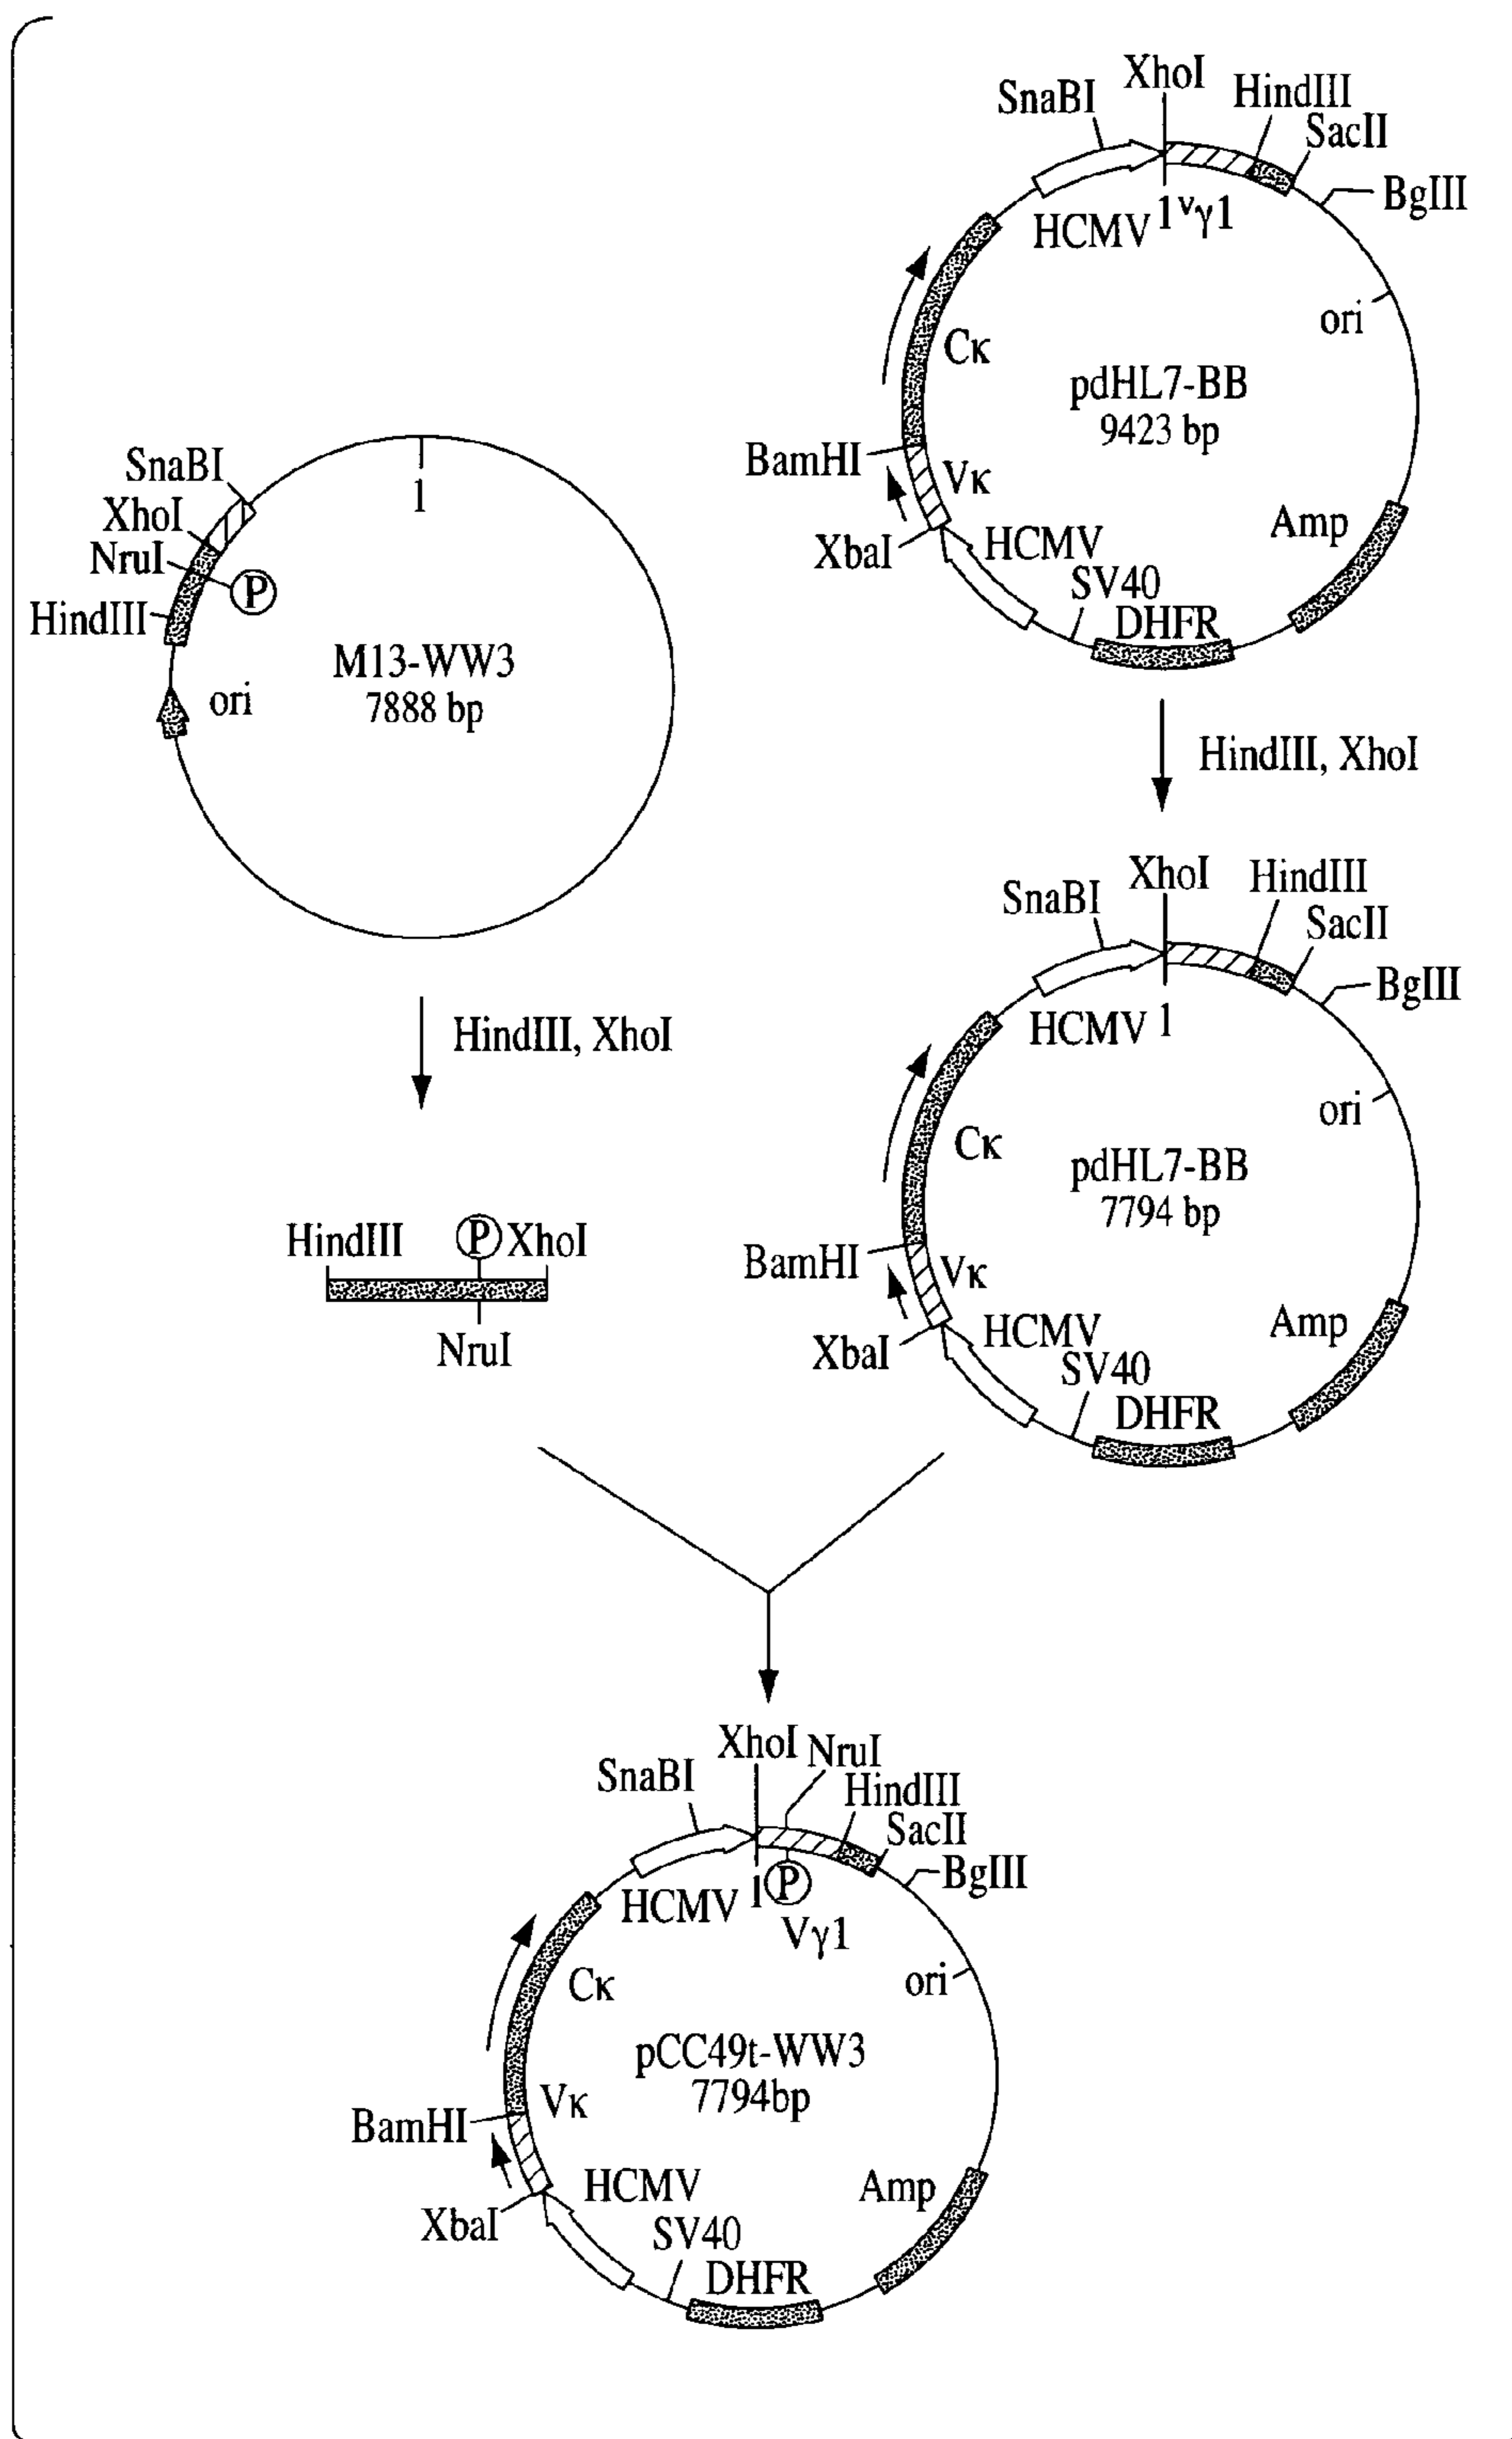 SnaBI
XhoI
NruI
P
HindIII
1
M13-WW3
7888 bp
ori
HindIII, XhoI
HindIII
P
XhoI
NruI
SnaBI
XhoI
HindIII
SacII
BgIII
HCMV
1
vγ1
ori
Cκ
pdHL7-BB
9423 bp
BamHI
Vκ
Amp
XbaI
HCMV
SV40
DHFR
HindIII, XhoI
SnaBI
XhoI
HindIII
SacII
BgIII
HCMV
1
ori
Cκ
pdHL7-BB
7794 bp
BamHI
Vκ
Amp
XbaI
HCMV
SV40
DHFR
SnaBI
XhoI
NruI
HindIII
SacII
BgIII
HCMV
1
P
Vγ1
ori
Cκ
pCC49t-WW3
7794bp
BamHI
Vκ
Amp
XbaI
HCMV
SV40
DHFR